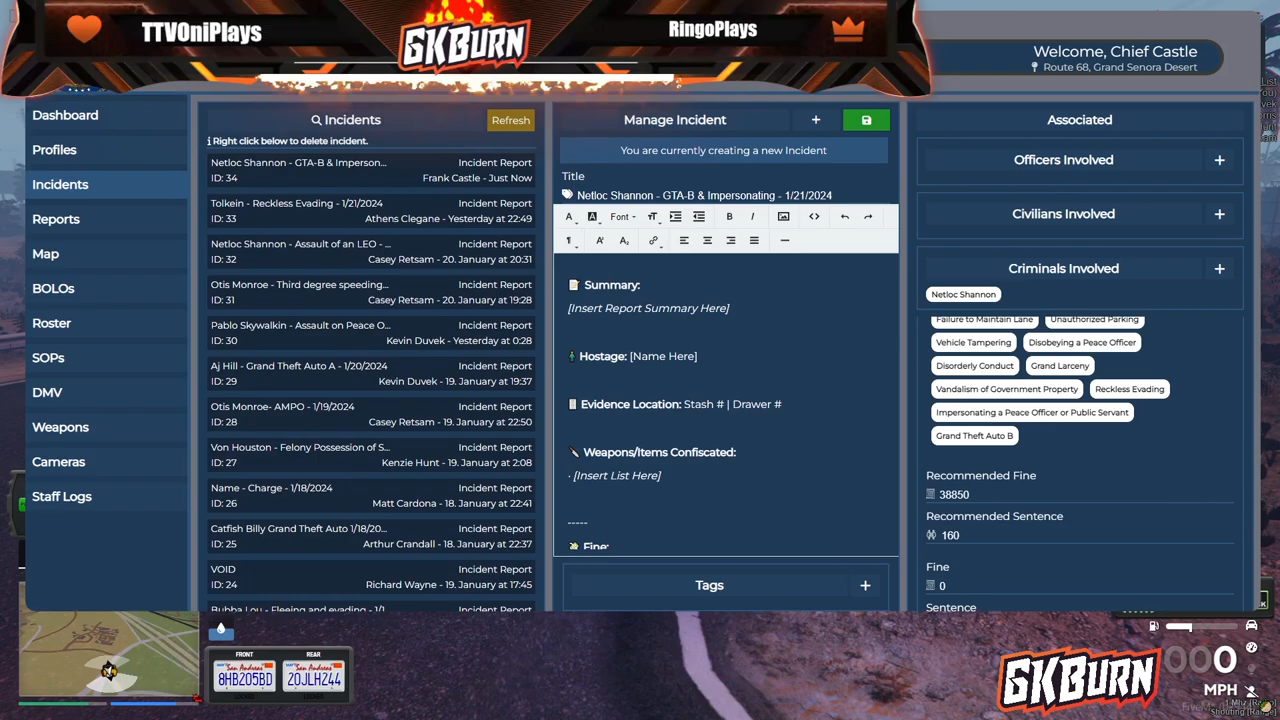 TTVOniPlays
6KBURN
RingoPlays
Welcome, Chief Castle
Route 68, Grand Senora Desert
Dashboard
Profiles
Incidents
Reports
Map
BOLOs
Roster
SOPs
DMV
Weapons
Cameras
Staff Logs
Incidents
Refresh
Right click below to delete incident.
Netloc Shannon - GTA-B & Imperson... Incident Report
ID: 34 Frank Castle - Just Now
Tolkein - Reckless Evading - 1/21/2024 Incident Report
ID: 33 Athens Clegane - Yesterday at 22:49
Netloc Shannon - Assault of an LEO - ... Incident Report
ID: 32 Casey Retsam - 20. January at 20:31
Otis Monroe - Third degree speeding... Incident Report
ID: 31 Casey Retsam - 20. January at 19:28
Pablo Skywalkin - Assault on Peace O... Incident Report
ID: 30 Kevin Duvek - Yesterday at 0:28
Aj Hill - Grand Theft Auto A - 1/20/2024 Incident Report
ID: 29 Kevin Duvek - 19. January at 19:37
Otis Monroe- AMPO - 1/19/2024 Incident Report
ID: 28 Casey Retsam - 19. January at 22:50
Von Houston - Felony Possession of S... Incident Report
ID: 27 Kenzie Hunt - 19. January at 2:08
Name - Charge - 1/18/2024 Incident Report
ID: 26 Matt Cardona - 18. January at 22:41
Catfish Billy Grand Theft Auto 1/18/20... Incident Report
ID: 25 Arthur Crandall - 18. January at 22:37
VOID Incident Report
ID: 24 Richard Wayne - 19. January at 17:45
Bubba Lou - Fleeing and evading - 1/1 Incident Report
Manage Incident +
You are currently creating a new Incident
Title
Netloc Shannon - GTA-B & Impersonating - 1/21/2024
Font
Summary:
[Insert Report Summary Here]
Hostage: [Name Here]
Evidence Location: Stash # | Drawer #
Weapons/Items Confiscated:
· [Insert List Here]
-----
Fine:
Tags +
Associated
Officers Involved +
Civilians Involved +
Criminals Involved +
Netloc Shannon
Failure to Maintain Lane Unauthorized Parking
Vehicle Tampering Disobeying a Peace Officer
Disorderly Conduct Grand Larceny
Vandalism of Government Property Reckless Evading
Impersonating a Peace Officer or Public Servant
Grand Theft Auto B
Recommended Fine
38850
Recommended Sentence
160
Fine
0
Sentence
FRONT REAR
San Andreas San Andreas
8HB205BD 20JLH244
0
MPH
6KBURN